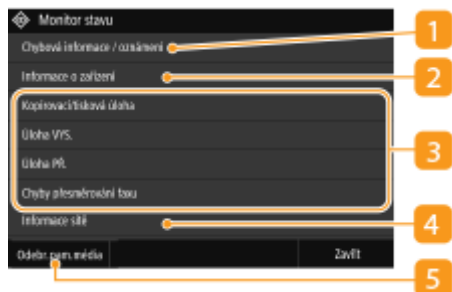 Monitor stavu
Chybová informace / oznámení
1
Informace o zařízení
2
Kopírovací/tisková úloha
Úloha VYS.
3
Úloha PŘ.
Chyby přesměrování faxu
Informace sítě
4
Odebr.pam.média
Zavřít
5